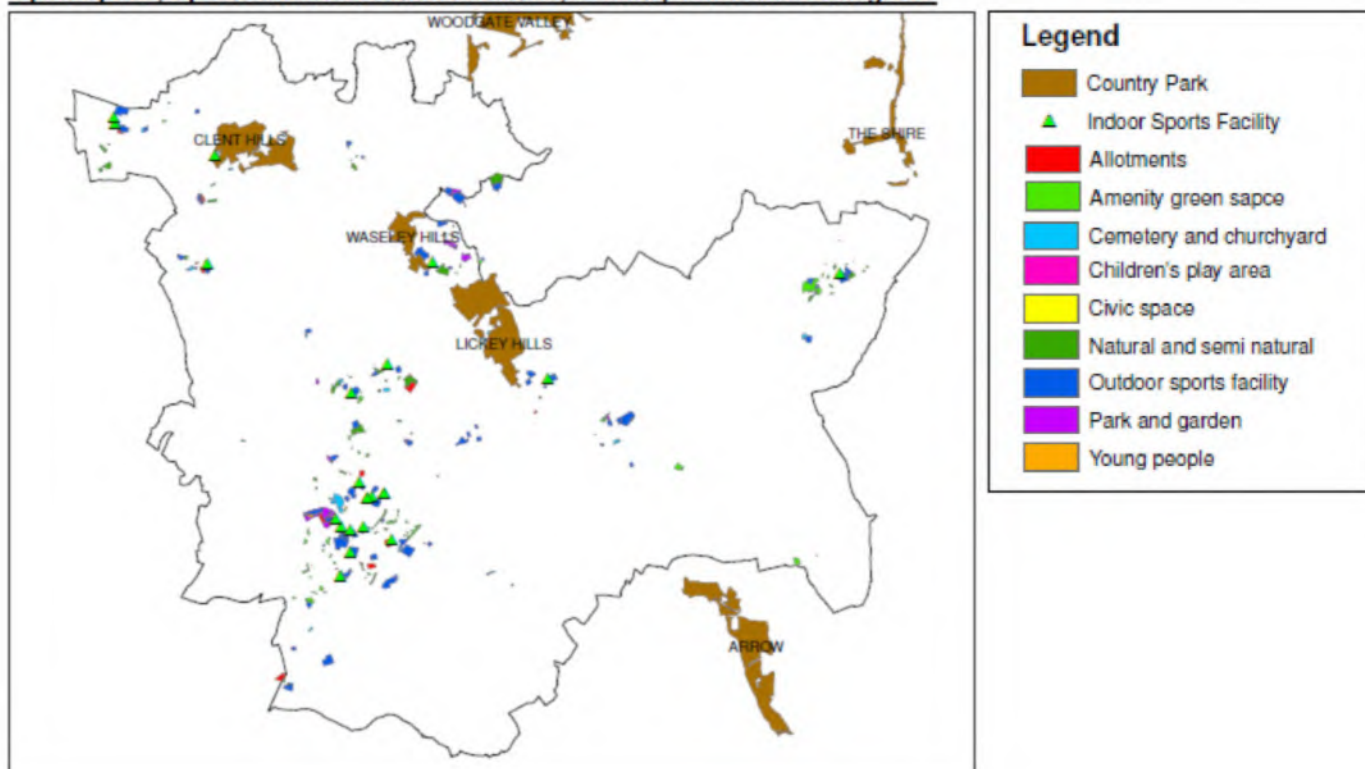 WOODGATE VALLEY
CLENT HILLS
THE SHIRE
WASELEY HILLS
LICKEY HILLS
ARROW
Legend
Country Park
Indoor Sports Facility
Allotments
Amenity green sapce
Cemetery and churchyard
Children's play area
Civic space
Natural and semi natural
Outdoor sports facility
Park and garden
Young people